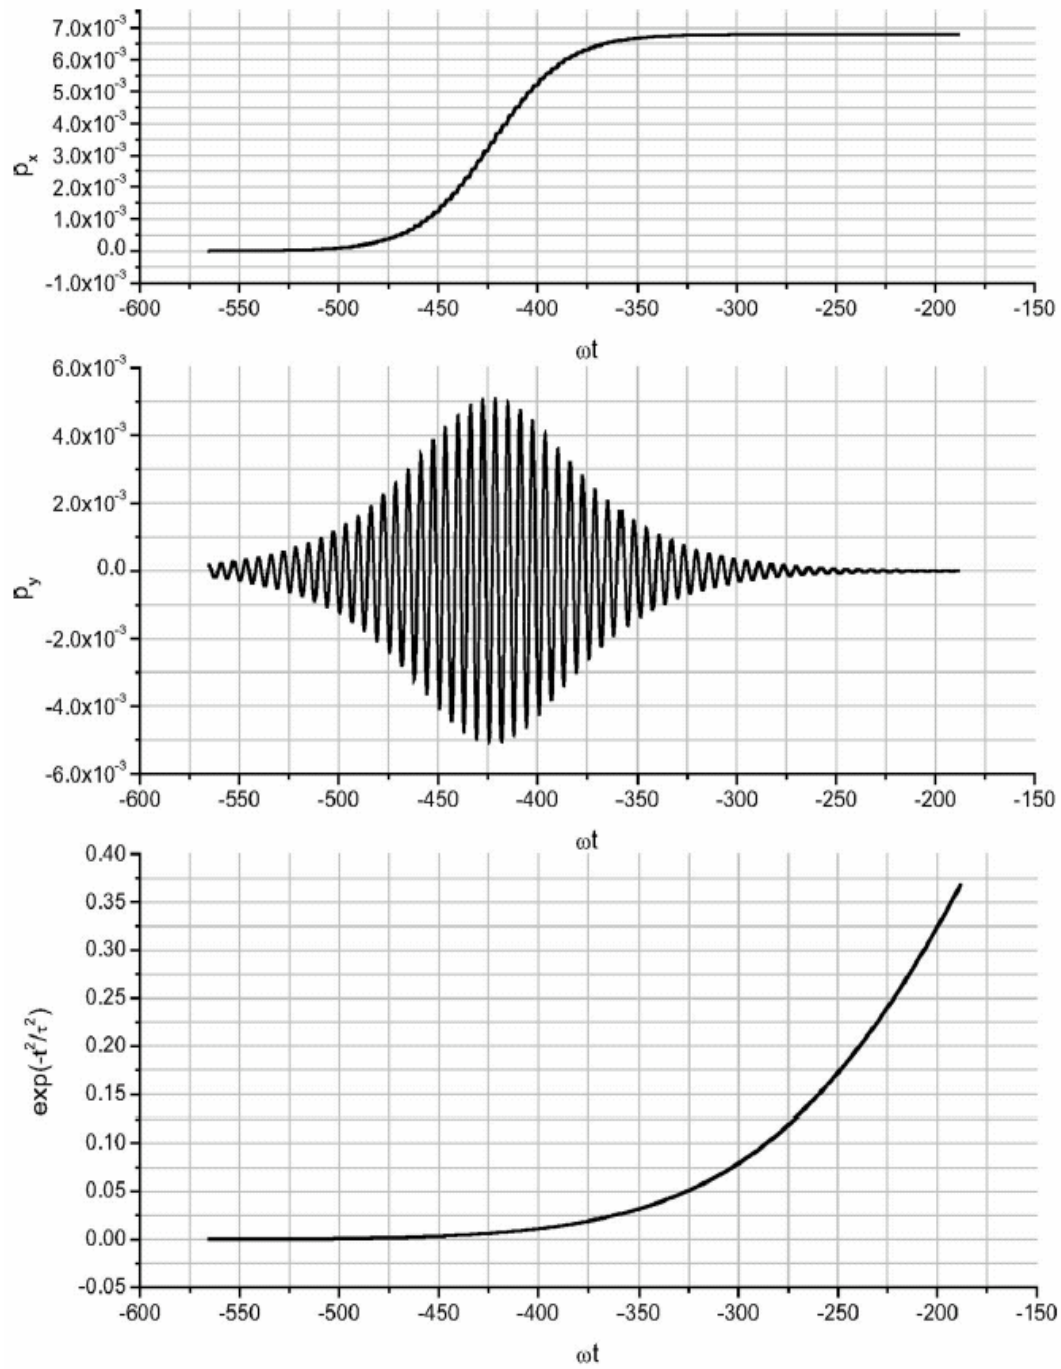 7.0x10⁻³
6.0x10⁻³
5.0x10⁻³
4.0x10⁻³
3.0x10⁻³
2.0x10⁻³
1.0x10⁻³
0.0
-1.0x10⁻³
pₓ
-600 -550 -500 -450 -400 -350 -300 -250 -200 -150
ωt
6.0x10⁻³
4.0x10⁻³
2.0x10⁻³
0.0
-2.0x10⁻³
-4.0x10⁻³
-6.0x10⁻³
p_y
-600 -550 -500 -450 -400 -350 -300 -250 -200 -150
ωt
0.40
0.35
0.30
0.25
0.20
0.15
0.10
0.05
0.00
-0.05
exp(-t²/τ²)
-600 -550 -500 -450 -400 -350 -300 -250 -200 -150
ωt